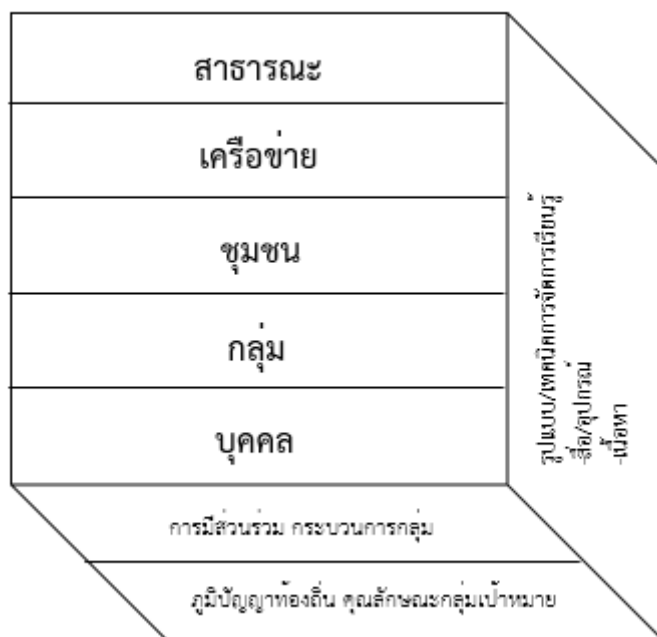 สาธารณะ
เครือข่าย
ชุมชน
กลุ่ม
บุคคล
รูปแบบ/เทคนิคการจัดการเรียนรู้
-สื่อ/อุปกรณ์
-เนื้อหา
การมีส่วนร่วม กระบวนการกลุ่ม
ภูมิปัญญาท้องถิ่น คุณลักษณะกลุ่มเป้าหมาย